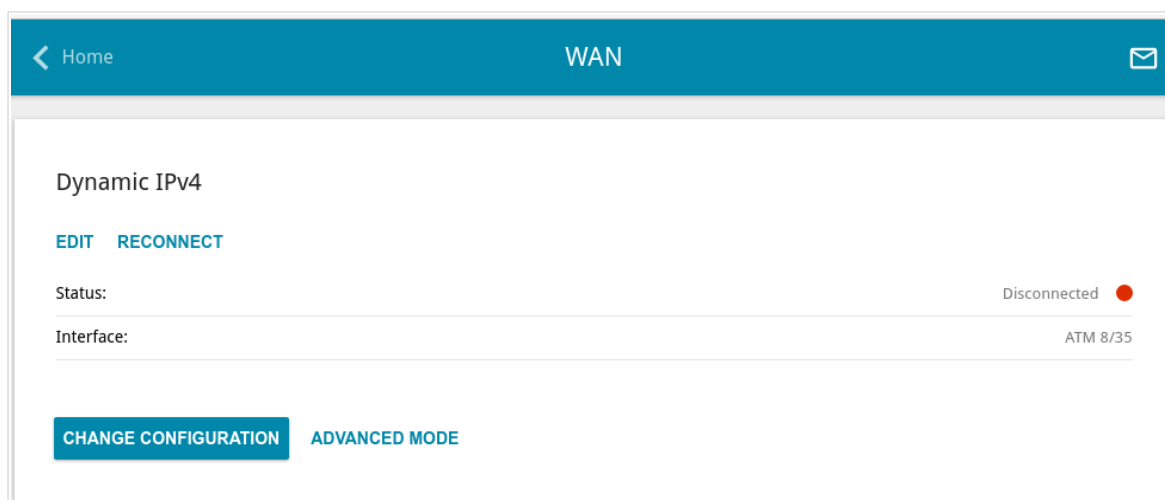 Home
WAN
Dynamic IPv4
EDIT RECONNECT
Status: Disconnected
Interface: ATM 8/35
CHANGE CONFIGURATION ADVANCED MODE